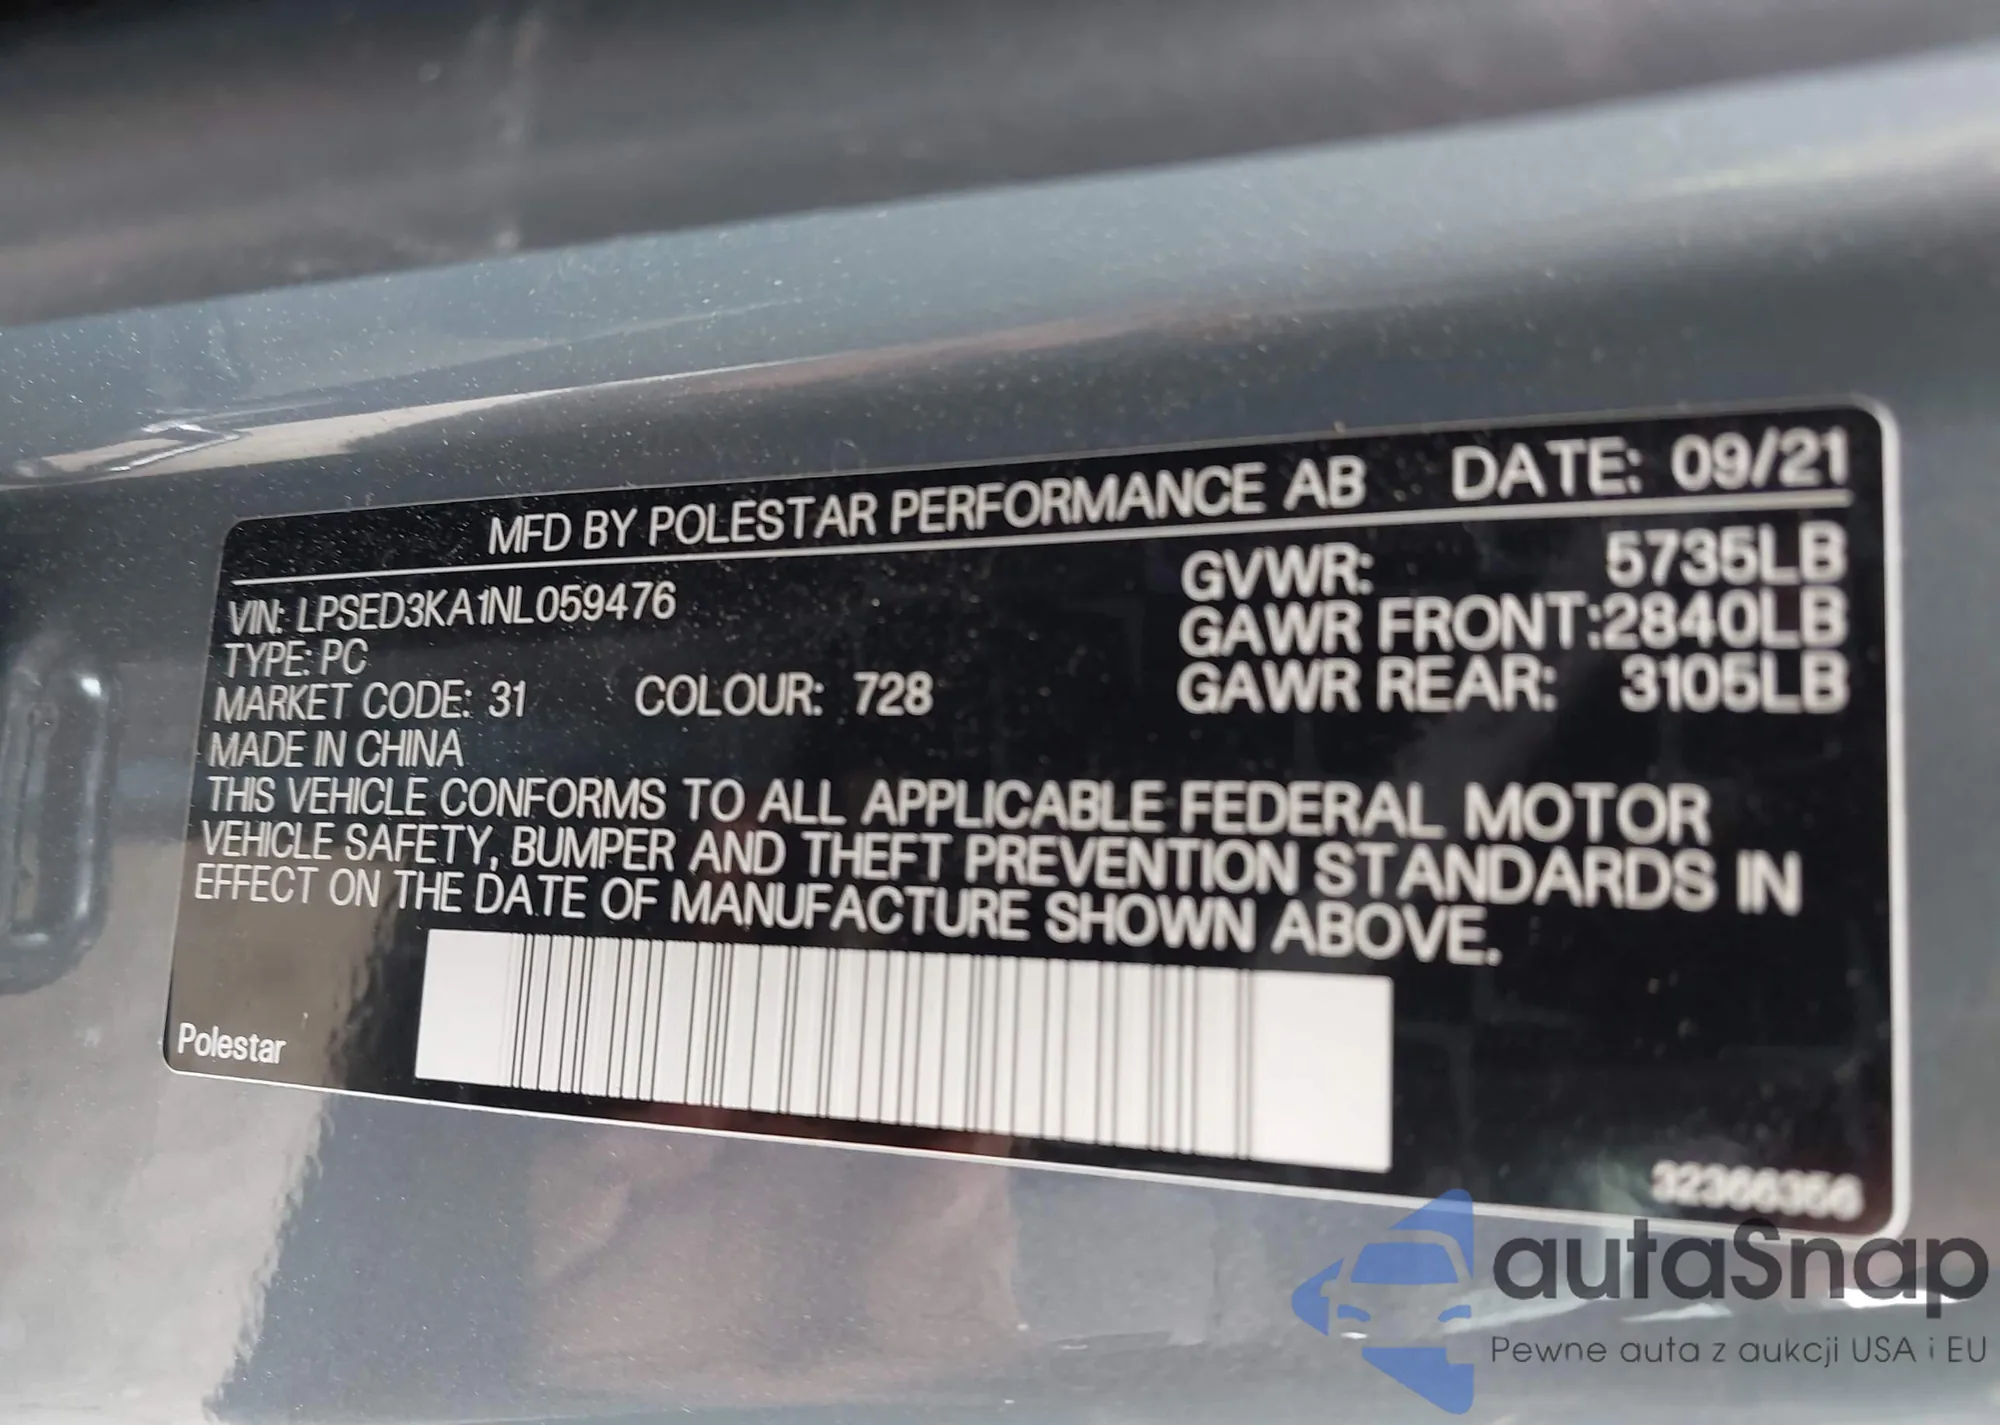 MFD BY POLESTAR PERFORMANCE AB DATE: 09/21
VIN: LPSED3KA1NL059476
GVWR: 5735LB
TYPE: PC
GAWR FRONT:2840LB
MARKET CODE: 31 COLOUR: 728
GAWR REAR: 3105LB
MADE IN CHINA
THIS VEHICLE CONFORMS TO ALL APPLICABLE FEDERAL MOTOR
VEHICLE SAFETY, BUMPER AND THEFT PREVENTION STANDARDS IN
EFFECT ON THE DATE OF MANUFACTURE SHOWN ABOVE.
Polestar
32366356
autaSnap
Pewne auta z aukcji USA i EU